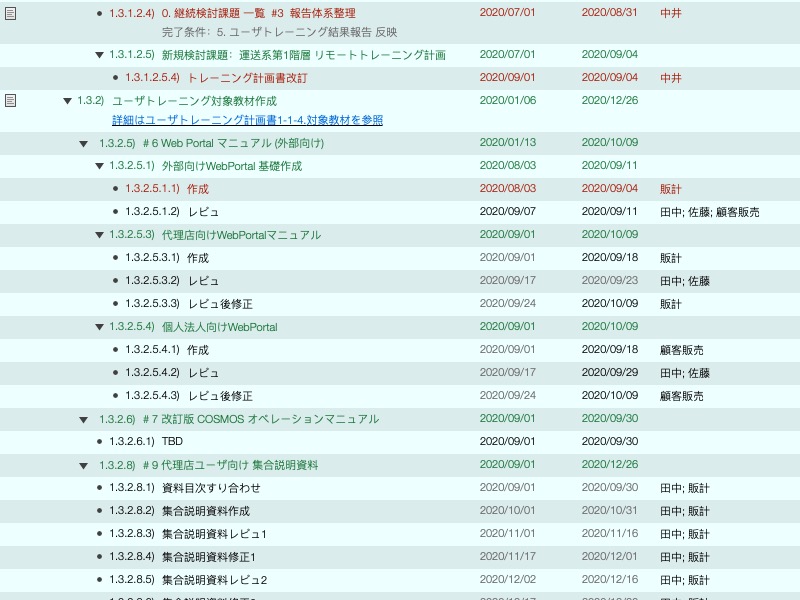 1.3.1.2.4) 0. 継続検討課題 一覧 #3 報告体系整理 2020/07/01 2020/08/31 中井
完了条件: 5. ユーザトレーニング結果報告 反映
1.3.1.2.5) 新規検討課題: 運送系第1階層 リモートトレーニング計画 2020/07/01 2020/09/04
1.3.1.2.5.4) トレーニング計画書改訂 2020/09/01 2020/09/04 中井
1.3.2) ユーザトレーニング対象教材作成 2020/01/06 2020/12/26
詳細はユーザトレーニング計画書1-1-4.対象教材を参照
1.3.2.5) #6 Web Portal マニュアル (外部向け) 2020/01/13 2020/10/09
1.3.2.5.1) 外部向けWebPortal 基礎作成 2020/08/03 2020/09/11
1.3.2.5.1.1) 作成 2020/08/03 2020/09/04 販計
1.3.2.5.1.2) レビュ 2020/09/07 2020/09/11 田中; 佐藤; 顧客販売
1.3.2.5.3) 代理店向けWebPortalマニュアル 2020/09/01 2020/10/09
1.3.2.5.3.1) 作成 2020/09/01 2020/09/18 販計
1.3.2.5.3.2) レビュ 2020/09/17 2020/09/23 田中; 佐藤
1.3.2.5.3.3) レビュ後修正 2020/09/24 2020/10/09 販計
1.3.2.5.4) 個人法人向けWebPortal 2020/09/01 2020/10/09
1.3.2.5.4.1) 作成 2020/09/01 2020/09/18 顧客販売
1.3.2.5.4.2) レビュ 2020/09/17 2020/09/29 田中; 佐藤
1.3.2.5.4.3) レビュ後修正 2020/09/24 2020/10/09 顧客販売
1.3.2.6) #7 改訂版 COSMOS オペレーションマニュアル 2020/09/01 2020/09/30
1.3.2.6.1) TBD 2020/09/01 2020/09/30
1.3.2.8) #9 代理店ユーザ向け 集合説明資料 2020/09/01 2020/12/26
1.3.2.8.1) 資料目次すり合わせ 2020/09/01 2020/09/30 田中; 販計
1.3.2.8.2) 集合説明資料作成 2020/10/01 2020/10/31 田中; 販計
1.3.2.8.3) 集合説明資料レビュ1 2020/11/01 2020/11/16 田中; 販計
1.3.2.8.4) 集合説明資料修正1 2020/11/17 2020/12/01 田中; 販計
1.3.2.8.5) 集合説明資料レビュ2 2020/12/02 2020/12/16 田中; 販計